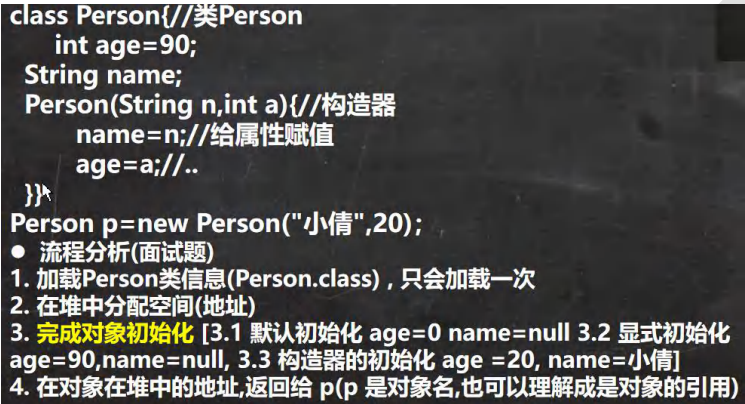 class Person{//类Person
int age=90;
String name;
Person(String n,int a){//构造器
name=n;//给属性赋值
age=a;//..
}}
Person p=new Person("小倩",20);
● 流程分析(面试题)
1. 加载Person类信息(Person.class) , 只会加载一次
2. 在堆中分配空间(地址)
3. 完成对象初始化 [3.1 默认初始化 age=0 name=null 3.2 显式初始化
age=90,name=null, 3.3 构造器的初始化 age =20, name=小倩]
4. 在对象在堆中的地址,返回给 p(p 是对象名,也可以理解成是对象的引用)